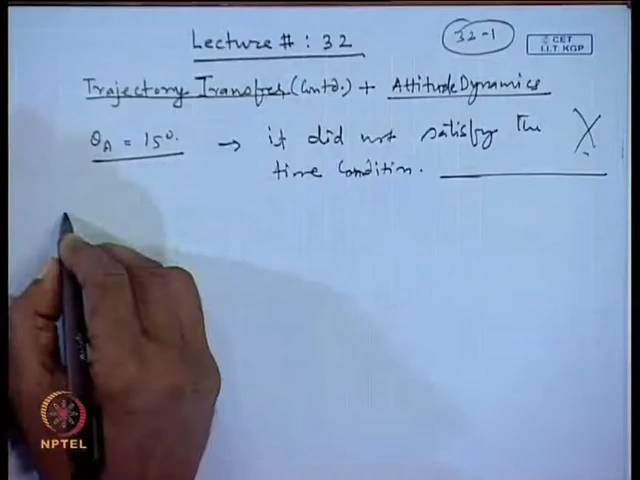 Lecture # : 32
32-1
© CET
I.I.T. KGP
Trajectory Transfer (Contd.) + Attitude Dynamics
θA = 15°. → it did not satisfy the
time Condition.
NPTEL